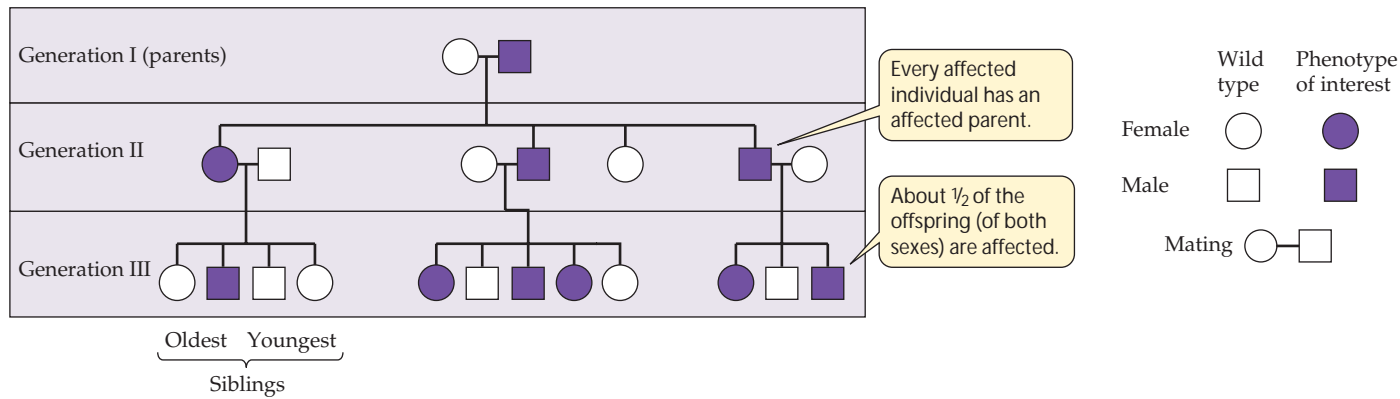 Generation I (parents)
Generation II
Generation III
Every affected
individual has an
affected parent.
About 1/2 of the
offspring (of both
sexes) are affected.
Oldest Youngest
Siblings
Wild
type
Phenotype
of interest
Female
Male
Mating